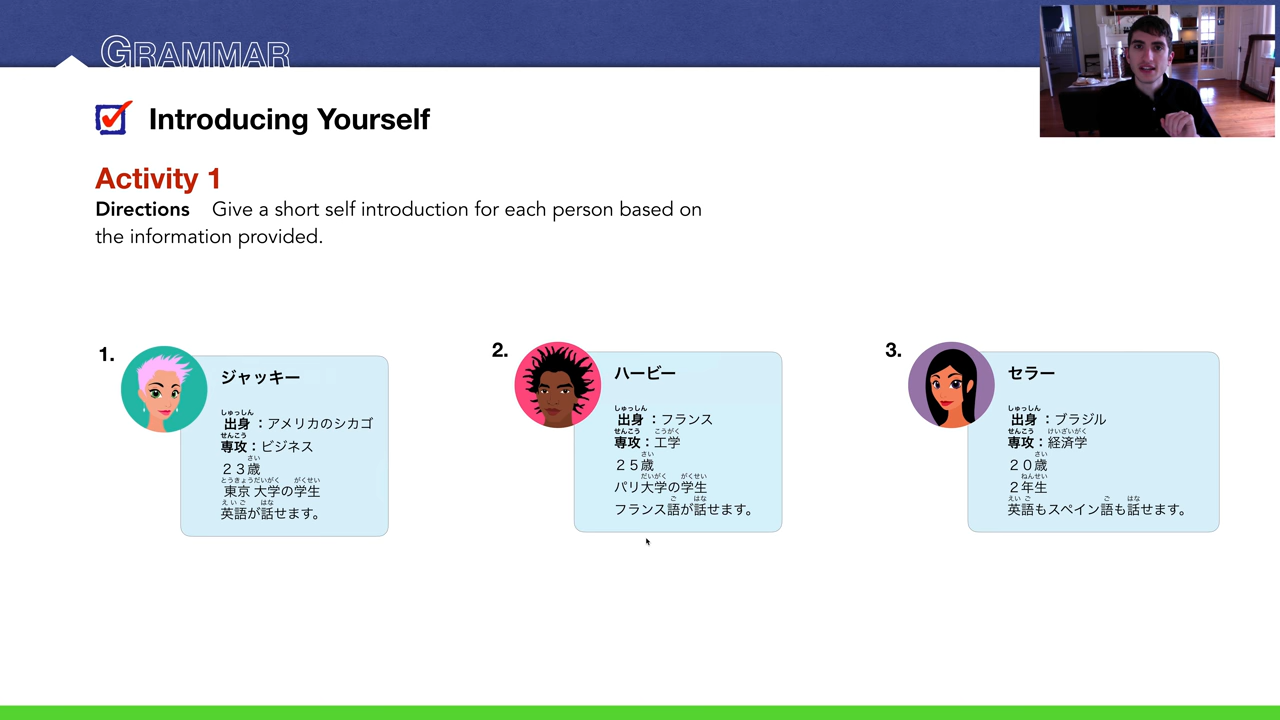 GRAMMAR
Introducing Yourself
Activity 1
Directions Give a short self introduction for each person based on
the information provided.
1.
ジャッキー
しゅっしん
出身：アメリカのシカゴ
せんこう
専攻：ビジネス
さい
２３歳
とうきょうだいがく がくせい
東京大学の学生
えいご はな
英語が話せます。
2.
ハービー
しゅっしん
出身：フランス
せんこう こうがく
専攻：工学
さい
２５歳
だいがく がくせい
パリ大学の学生
ご はな
フランス語が話せます。
3.
セラー
しゅっしん
出身：ブラジル
せんこう けいざいがく
専攻：経済学
さい
２０歳
ねんせい
２年生
えいご ご はな
英語もスペイン語も話せます。